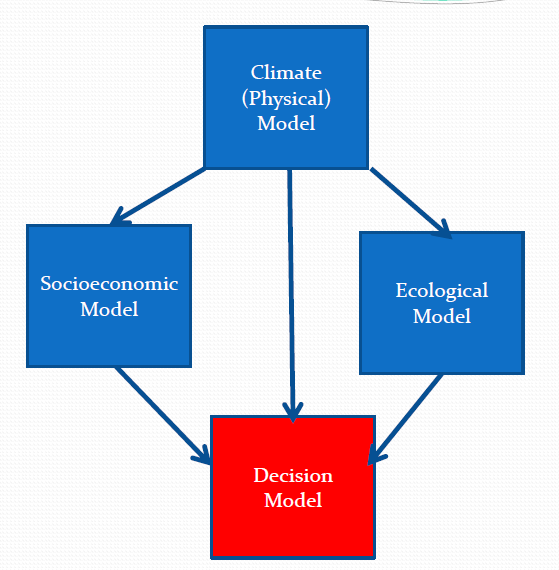 Climate
(Physical)
Model
Socioeconomic
Model
Ecological
Model
Decision
Model